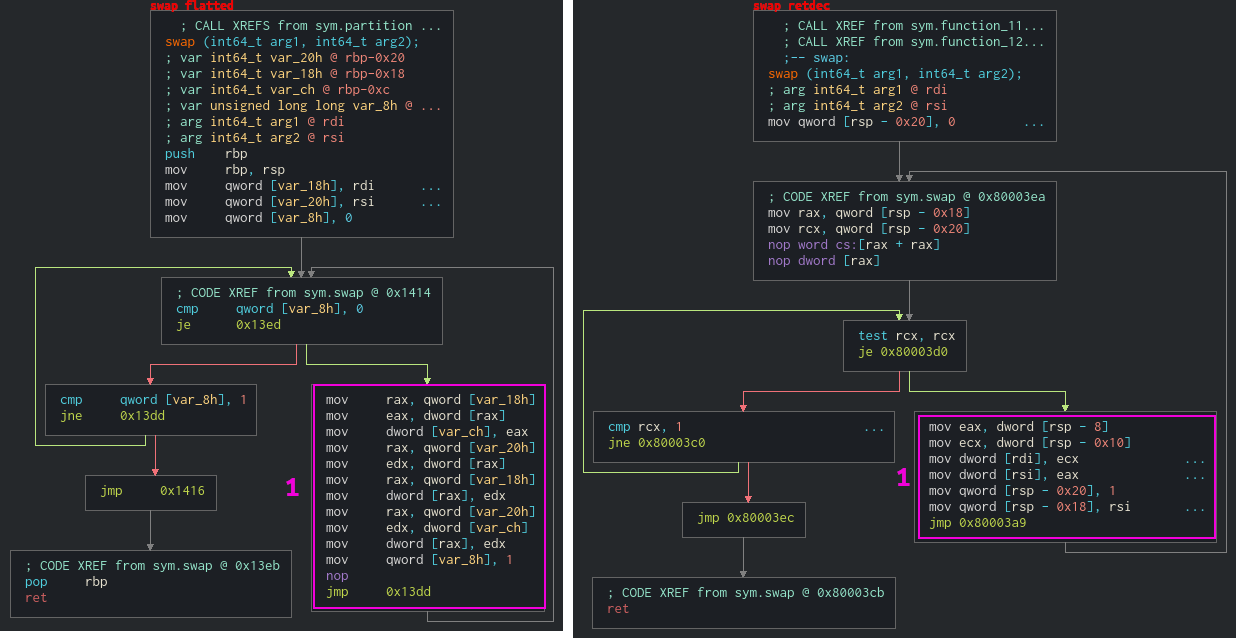 swap flatted
; CALL XREFS from sym.partition ...
swap (int64_t arg1, int64_t arg2);
; var int64_t var_20h @ rbp-0x20
; var int64_t var_18h @ rbp-0x18
; var int64_t var_ch @ rbp-0xc
; var unsigned long long var_8h @ ...
; arg int64_t arg1 @ rdi
; arg int64_t arg2 @ rsi
push rbp
mov rbp, rsp
mov qword [var_18h], rdi ...
mov qword [var_20h], rsi ...
mov qword [var_8h], 0
; CODE XREF from sym.swap @ 0x1414
cmp qword [var_8h], 0
je 0x13ed
cmp qword [var_8h], 1
jne 0x13dd
jmp 0x1416
; CODE XREF from sym.swap @ 0x13eb
pop rbp
ret
1
mov rax, qword [var_18h]
mov eax, dword [rax]
mov dword [var_ch], eax
mov rax, qword [var_20h]
mov edx, dword [rax]
mov rax, qword [var_18h]
mov dword [rax], edx
mov rax, qword [var_20h]
mov edx, dword [var_ch]
mov dword [rax], edx
mov qword [var_8h], 1
nop
jmp 0x13dd
swap retdec
; CALL XREF from sym.function_11...
; CALL XREF from sym.function_12...
;-- swap:
swap (int64_t arg1, int64_t arg2);
; arg int64_t arg1 @ rdi
; arg int64_t arg2 @ rsi
mov qword [rsp - 0x20], 0 ...
; CODE XREF from sym.swap @ 0x80003ea
mov rax, qword [rsp - 0x18]
mov rcx, qword [rsp - 0x20]
nop word cs:[rax + rax]
nop dword [rax]
test rcx, rcx
je 0x80003d0
cmp rcx, 1 ...
jne 0x80003c0
jmp 0x80003ec
; CODE XREF from sym.swap @ 0x80003cb
ret
1
mov eax, dword [rsp - 8]
mov ecx, dword [rsp - 0x10]
mov dword [rdi], ecx ...
mov dword [rsi], eax ...
mov qword [rsp - 0x20], 1
mov qword [rsp - 0x18], rsi ...
jmp 0x80003a9